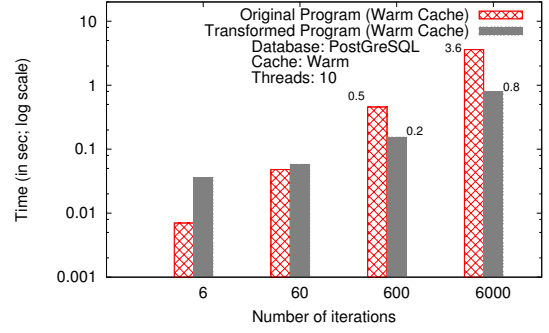 Original Program (Warm Cache)
Transformed Program (Warm Cache)
Database: PostGreSQL
Cache: Warm
Threads: 10
Time (in sec; log scale)
10
1
0.1
0.01
0.001
0.5
0.2
3.6
0.8
6 60 600 6000
Number of iterations